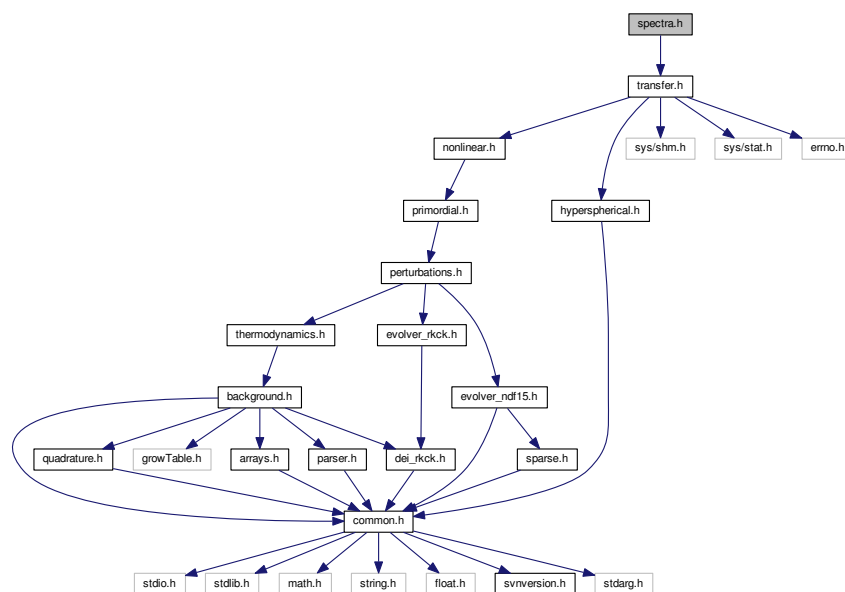 spectra.h
transfer.h
nonlinear.h
sys/shm.h
sys/stat.h
errno.h
primordial.h
hyperspherical.h
perturbations.h
thermodynamics.h
evolver_rkck.h
background.h
evolver_ndf15.h
quadrature.h
growTable.h
arrays.h
parser.h
dei_rkck.h
sparse.h
common.h
stdio.h
stdlib.h
math.h
string.h
float.h
svnversion.h
stdarg.h